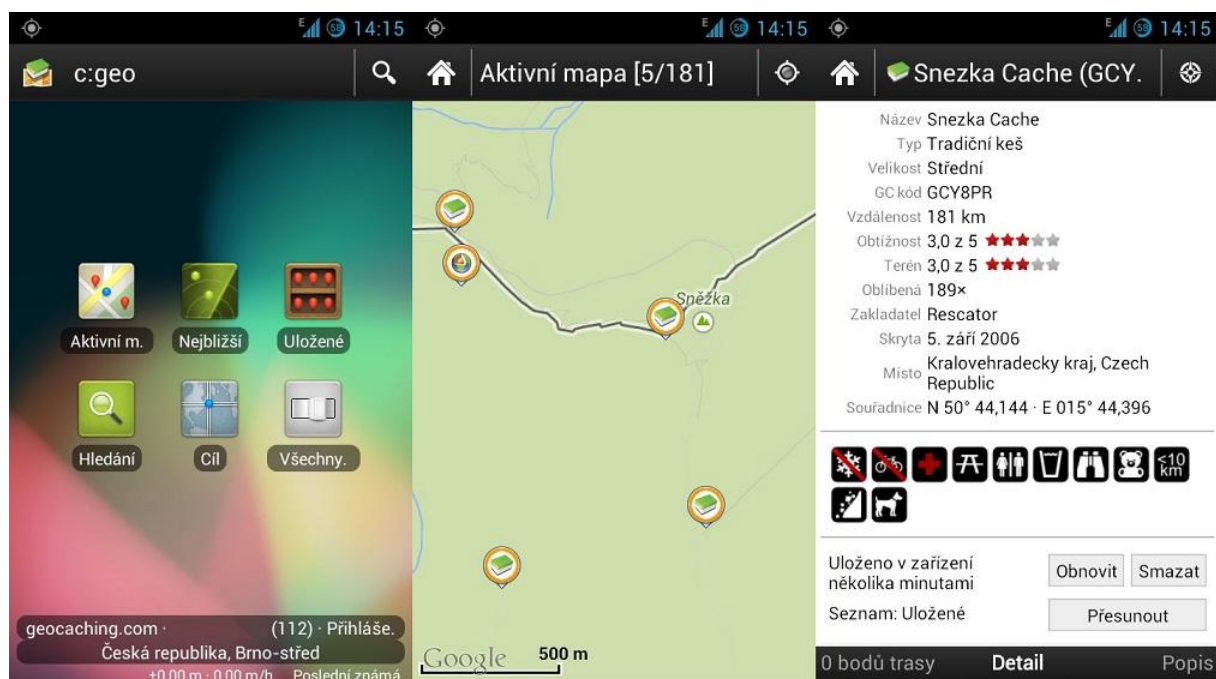 E 58 14:15
c:geo
Aktivní m.
Nejbližší
Uložené
Hledání
Cíl
Všechny.
geocaching.com · (112) · Přihláše.
Česká republika, Brno-střed
±0,00 m · 0,00 m/h Poslední známá
E 58 14:15
Aktivní mapa [5/181]
Sněžka
Google 500 m
E 58 14:15
Snezka Cache (GCY.
Název Snezka Cache
Typ Tradiční keš
Velikost Střední
GC kód GCY8PR
Vzdálenost 181 km
Obtížnost 3,0 z 5
Terén 3,0 z 5
Oblíbená 189×
Zakladatel Rescator
Skryta 5. září 2006
Místo Kralovehradecky kraj, Czech
Republic
Souřadnice N 50° 44,144 · E 015° 44,396
<10
km
Uloženo v zařízení
několika minutami
Obnovit Smazat
Seznam: Uložené
Přesunout
0 bodů trasy Detail Popis